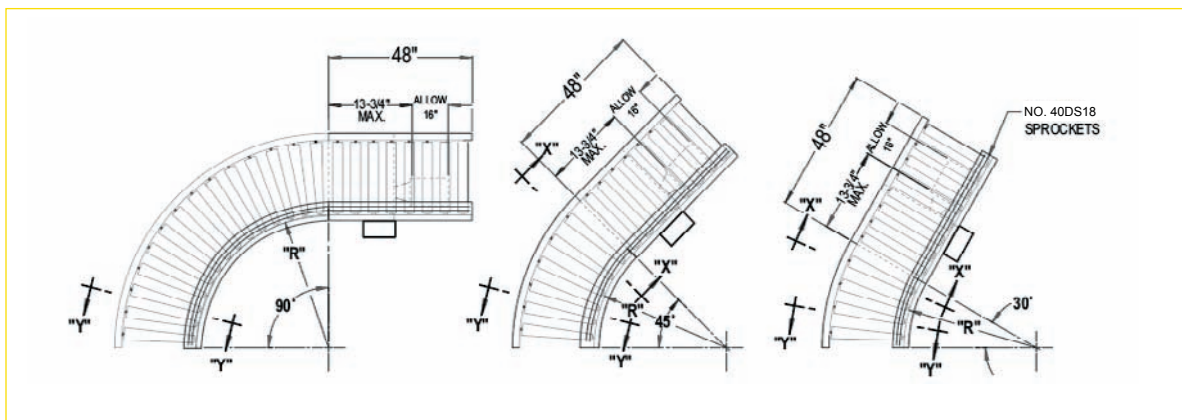 48"
13-3/4"
MAX.
ALLOW
16"
"R"
90°
"Y"
"Y"
48"
ALLOW
16"
13-3/4"
MAX.
"X"
"X"
"R"
45°
"Y"
"Y"
NO. 40DS18
SPROCKETS
48"
ALLOW
16"
13-3/4"
MAX.
"X"
"X"
30°
"R"
"Y"
"Y"